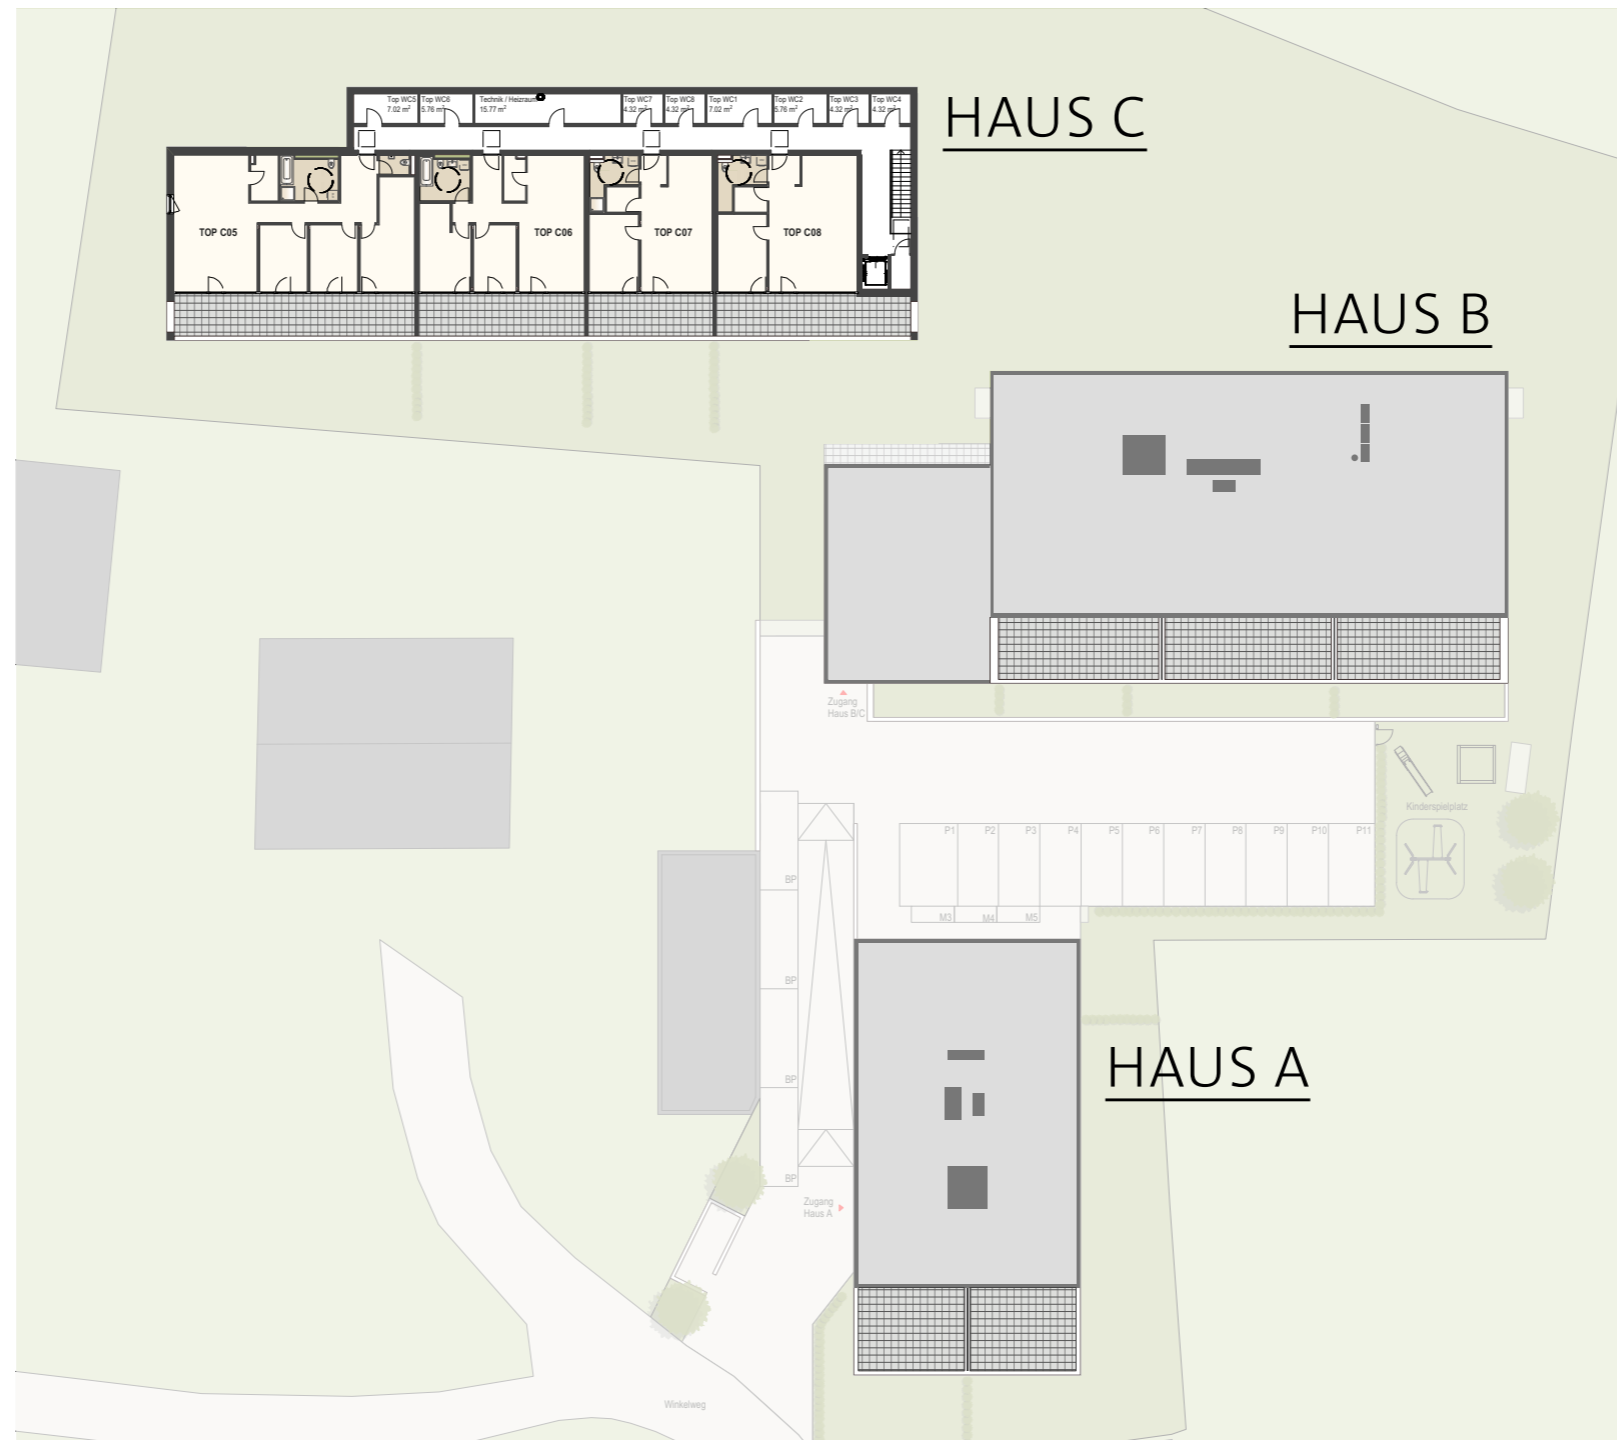 Top WC5 Top WC6 Technik / Heizraum Top WC7 Top WC8 Top WC1 Top WC2 Top WC3 Top WC4
7.02 m² 5.76 m² 15.77 m² 4.32 m² 4.32 m² 7.02 m² 5.76 m² 4.32 m² 4.32 m²
HAUS C
TOP C05 TOP C06 TOP C07 TOP C08
HAUS B
Zugang
Haus B/C
Kinderspielplatz
P1 P2 P3 P4 P5 P6 P7 P8 P9 P10 P11
BP
M3 M4 M5
BP
HAUS A
BP
BP
Zugang
Haus A
Winkelweg